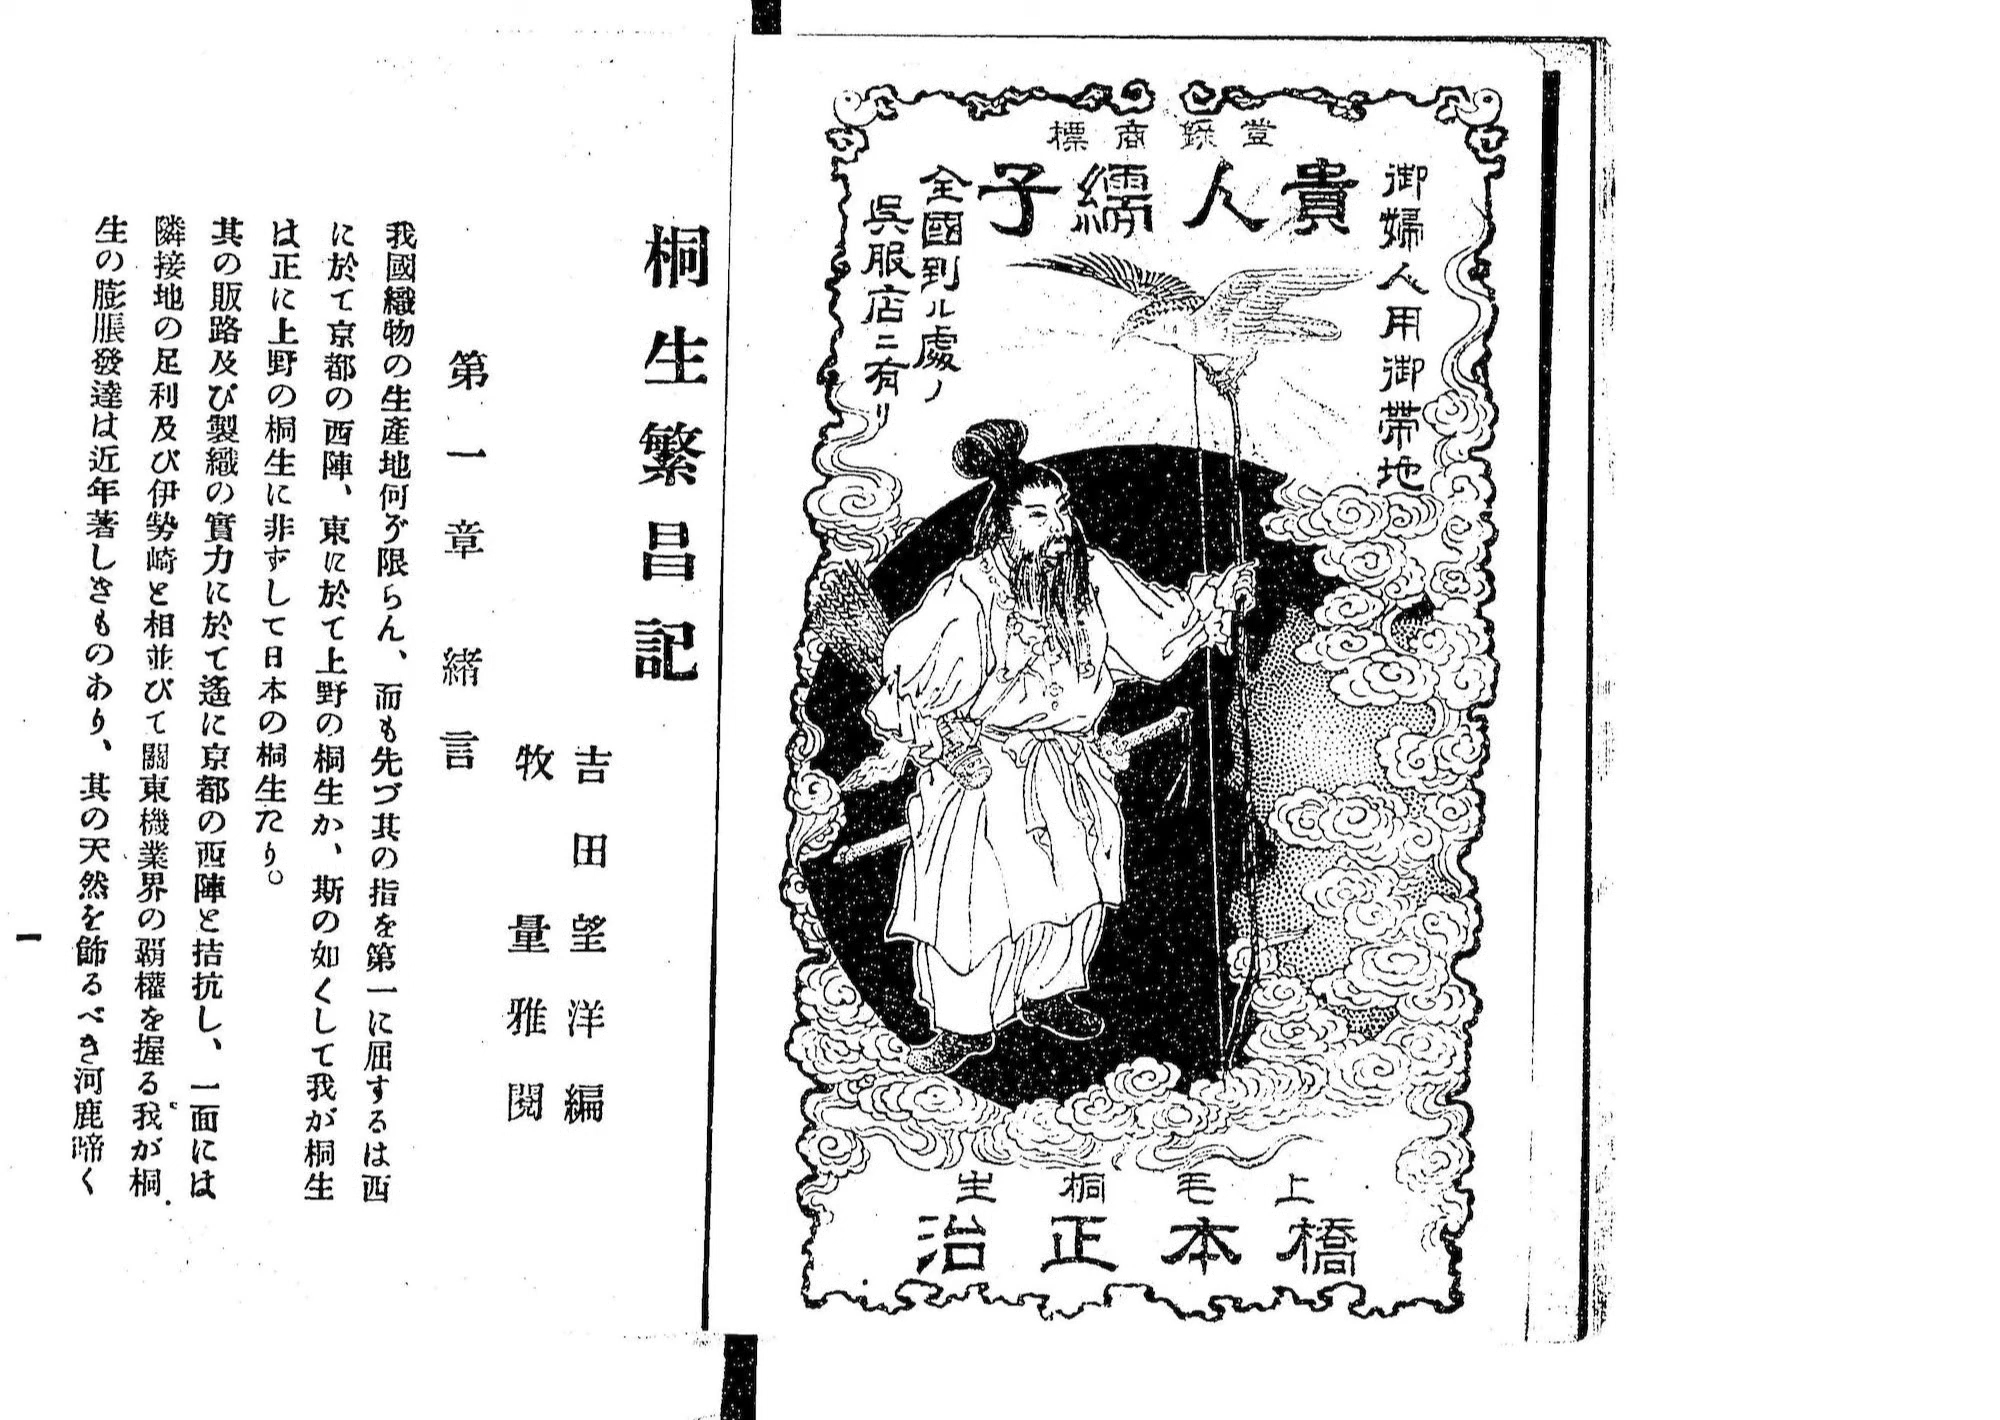 登錄商標
貴人繻子
御婦人用御帶地
全國到ル處ノ
呉服店ニ有リ
上毛桐生
橋本正治
桐生繁昌記
吉田望洋編
牧量雅閱
第一章 緒言
我國織物の生產地何ぞ限らん、而も先づ其の指を第一に屈するは西
に於て京都の西陣、東に於て上野の桐生か、斯の如くして我が桐生
は正に上野の桐生に非ずして日本の桐生たり。
其の販路及び製織の實力に於て遙に京都の西陣と拮抗し、一面には
隣接地の足利及び伊勢崎と相並びて關東機業界の覇權を握る我が桐
生の膨脹發達は近年著しきものあり、其の天然を飾るべき河鹿啼く
一